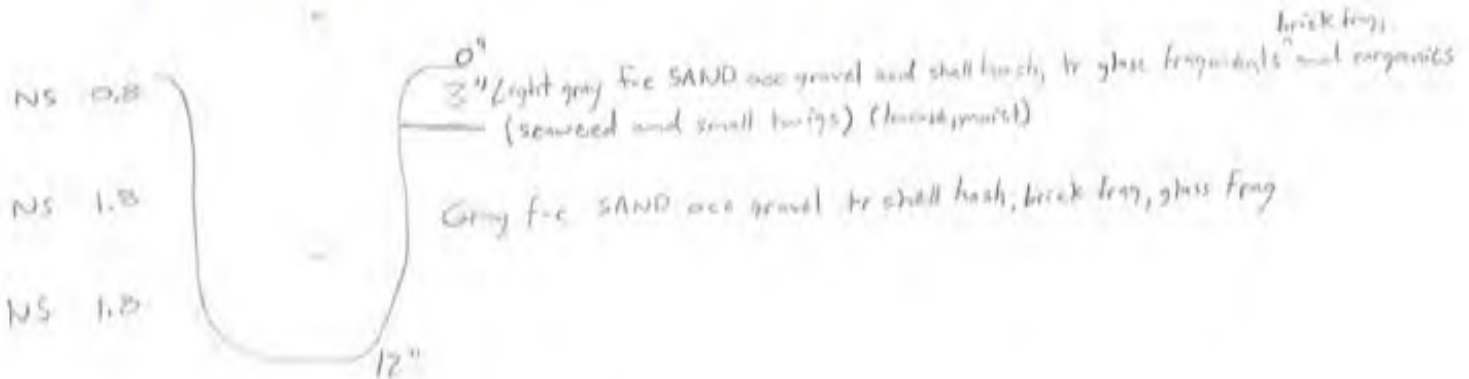 brick frag,
0"
NS 0.8
3" Light gray f-c SAND occ gravel and shell hash, tr glass fragments ^ and organics
(seaweed and small twigs) (loose, moist)
NS 1.8
Gray f-c SAND occ gravel tr shell hash, brick frag, glass frag
NS 1.8
12"